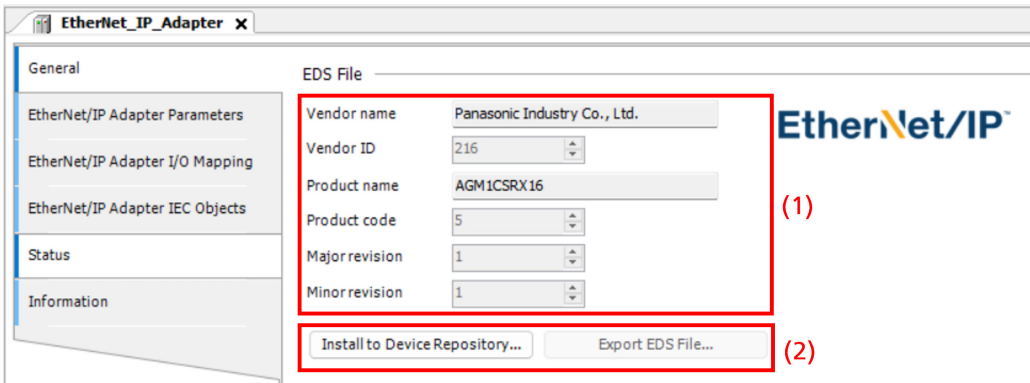 EtherNet_IP_Adapter X
General
EDS File
EtherNet/IP Adapter Parameters
EtherNet/IP Adapter I/O Mapping
EtherNet/IP Adapter IEC Objects
Status
Information
Vendor name Panasonic Industry Co., Ltd.
Vendor ID 216
Product name AGM1CSRX16
Product code 5
Major revision 1
Minor revision 1
EtherNet/IP™
(1)
Install to Device Repository... Export EDS File...
(2)